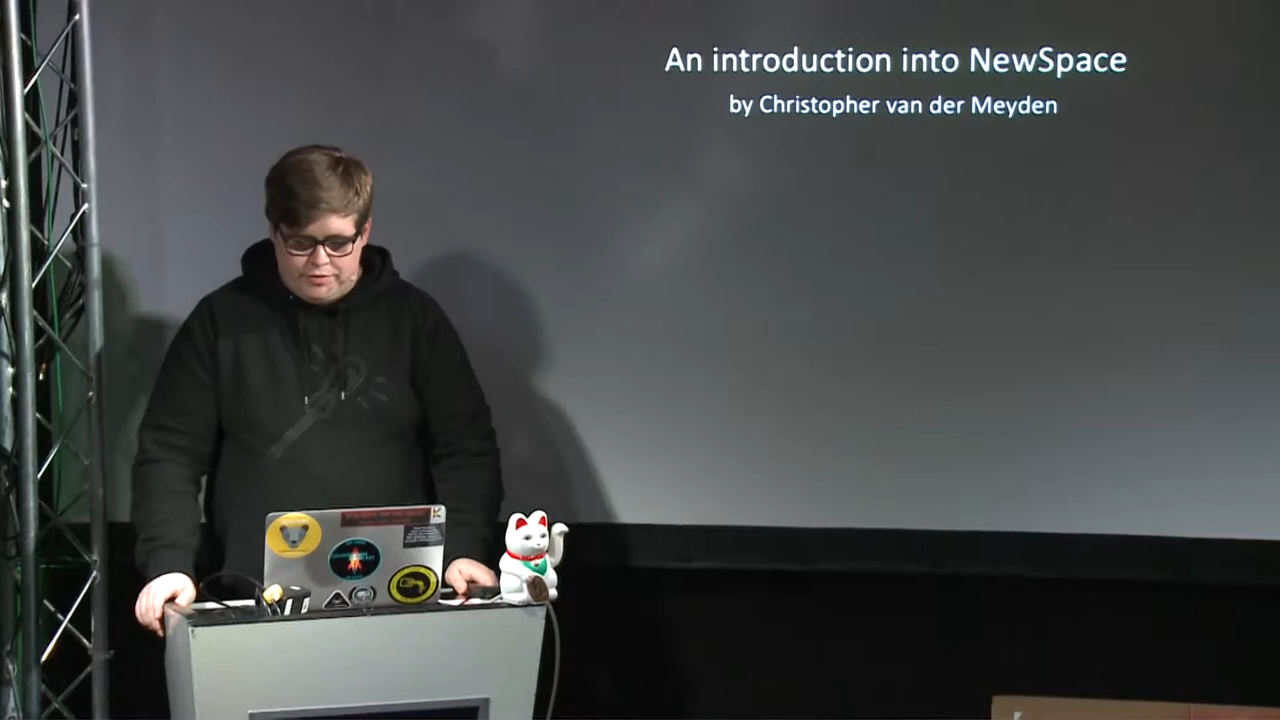 An introduction into NewSpace
by Christopher van der Meyden